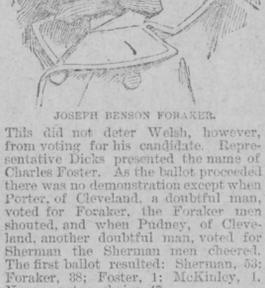 JOSEPH BENSON FORAKER.
This did not deter Welsh, however,
from voting for his candidate. Repre-
sentative Dicks presented the name of
Charles Foster. As the ballot proceeded
there was no demonstration except when
Porter, of Cleveland, a doubtful man,
voted for Foraker, the Foraker men
shouted, and when Pudney, of Cleve-
land, another doubtful man, voted for
Sherman the Sherman men cheered.
The first ballot resulted: Sherman, 53;
Foraker, 38; Foster, 1; McKinley, 1.